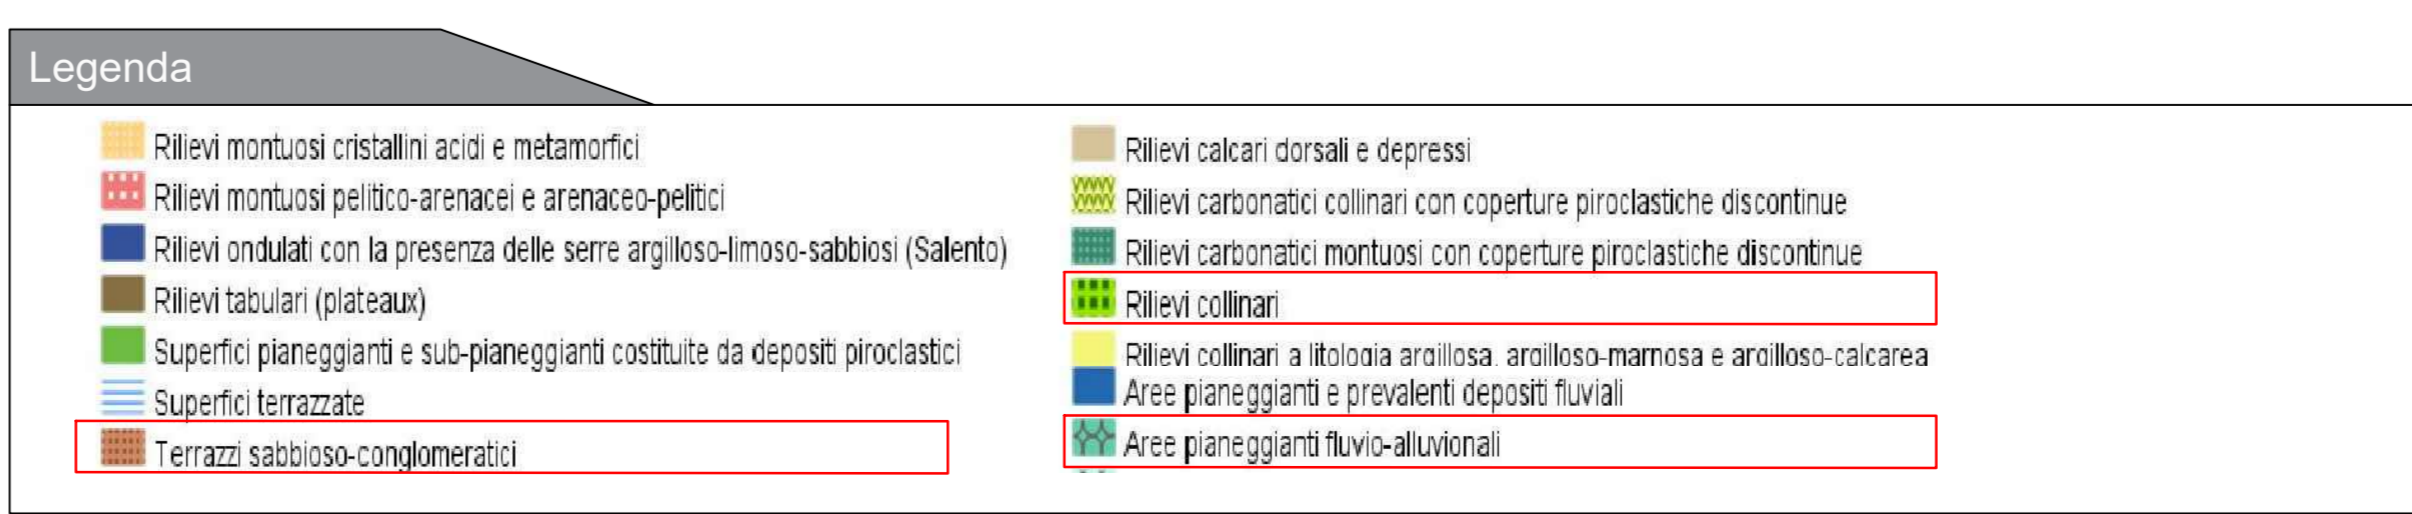 Legenda
Rilievi montuosi cristallini acidi e metamorfici
Rilievi montuosi pelitico-arenacei e arenaceo-pelitici
Rilievi ondulati con la presenza delle serre argilloso-limoso-sabbiosi (Salento)
Rilievi tabulari (plateaux)
Superfici pianeggianti e sub-pianeggianti costituite da depositi piroclastici
Superfici terrazzate
Terrazzi sabbioso-conglomeratici
Rilievi calcari dorsali e depressi
Rilievi carbonatici collinari con coperture piroclastiche discontinue
Rilievi carbonatici montuosi con coperture piroclastiche discontinue
Rilievi collinari
Rilievi collinari a litologia argillosa, argilloso-marnosa e argilloso-calcarea
Aree pianeggianti e prevalenti depositi fluviali
Aree pianeggianti fluvio-alluvionali